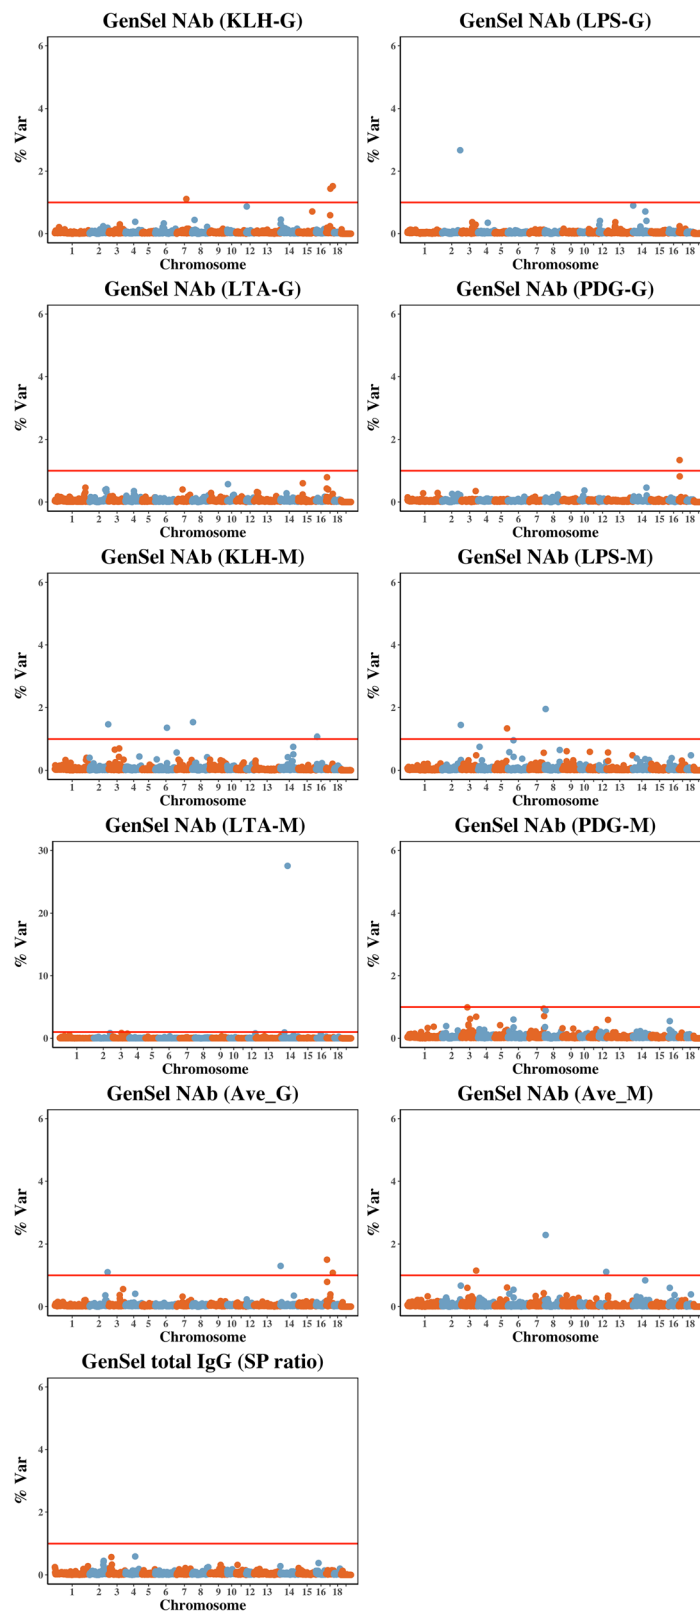 GenSel NAb (KLH-G)
% Var
6
4
2
0
1 2 3 4 5 6 7 8 9 10 12 13 14 15 16 18
Chromosome
GenSel NAb (LPS-G)
% Var
6
4
2
0
1 2 3 4 5 6 7 8 9 10 12 13 14 15 16 18
Chromosome
GenSel NAb (LTA-G)
% Var
6
4
2
0
1 2 3 4 5 6 7 8 9 10 12 13 14 15 16 18
Chromosome
GenSel NAb (PDG-G)
% Var
6
4
2
0
1 2 3 4 5 6 7 8 9 10 12 13 14 15 16 18
Chromosome
GenSel NAb (KLH-M)
% Var
6
4
2
0
1 2 3 4 5 6 7 8 9 10 12 13 14 15 16 18
Chromosome
GenSel NAb (LPS-M)
% Var
6
4
2
0
1 2 3 4 5 6 7 8 9 10 12 13 14 15 16 18
Chromosome
GenSel NAb (LTA-M)
% Var
30
20
10
0
1 2 3 4 5 6 7 8 9 10 12 13 14 15 16 18
Chromosome
GenSel NAb (PDG-M)
% Var
6
4
2
0
1 2 3 4 5 6 7 8 9 10 12 13 14 15 16 18
Chromosome
GenSel NAb (Ave_G)
% Var
6
4
2
0
1 2 3 4 5 6 7 8 9 10 12 13 14 15 16 18
Chromosome
GenSel NAb (Ave_M)
% Var
6
4
2
0
1 2 3 4 5 6 7 8 9 10 12 13 14 15 16 18
Chromosome
GenSel total IgG (SP ratio)
% Var
6
4
2
0
1 2 3 4 5 6 7 8 9 10 12 13 14 15 16 18
Chromosome